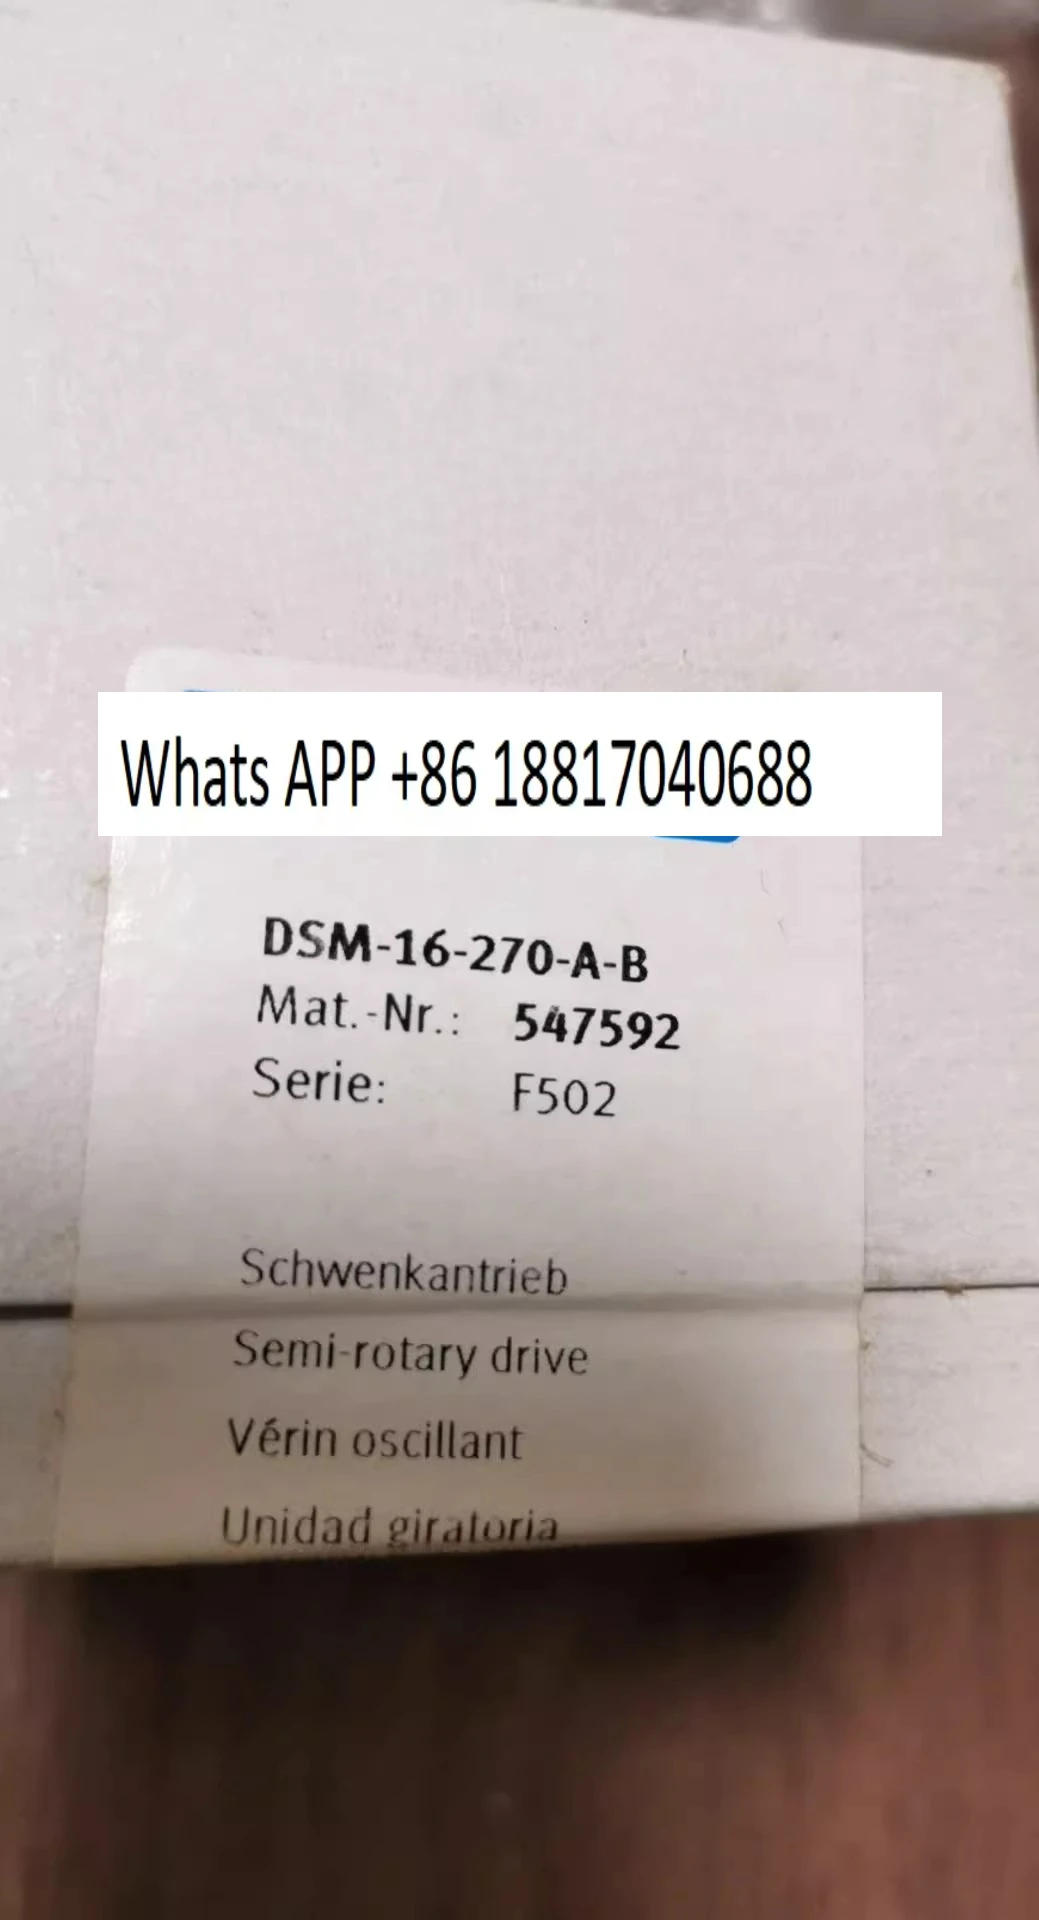 Whats APP +86 18817040688
DSM-16-270-A-B
Mat.-Nr.: 547592
Serie: F502
Schwenkantrieb
Semi-rotary drive
Vérin oscillant
Unidad giratoria